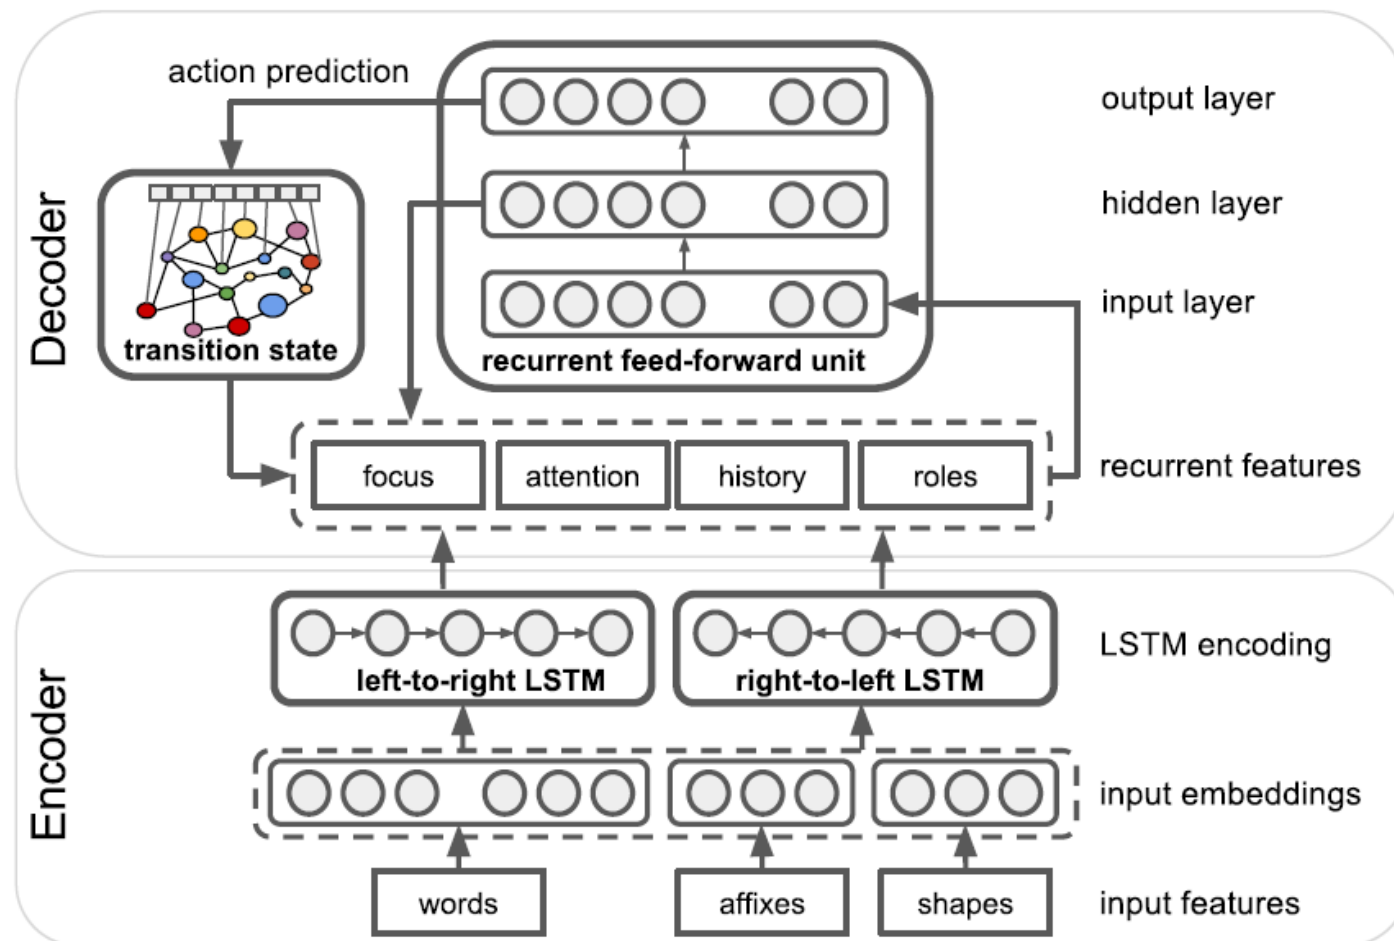 Decoder
action prediction
output layer
hidden layer
input layer
transition state
recurrent feed-forward unit
focus
attention
history
roles
recurrent features
Encoder
left-to-right LSTM
right-to-left LSTM
LSTM encoding
input embeddings
words
affixes
shapes
input features